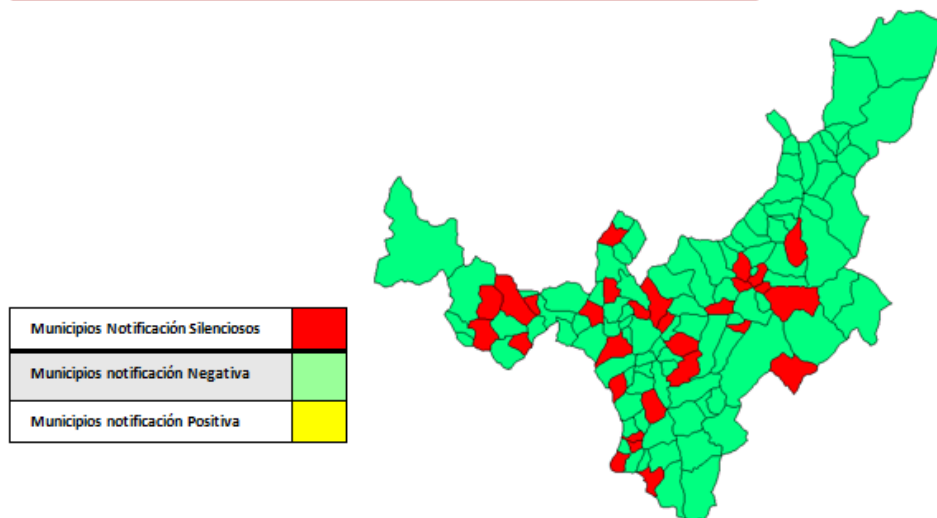 Municipios Notificación Silenciosos
Municipios notificación Negativa
Municipios notificación Positiva